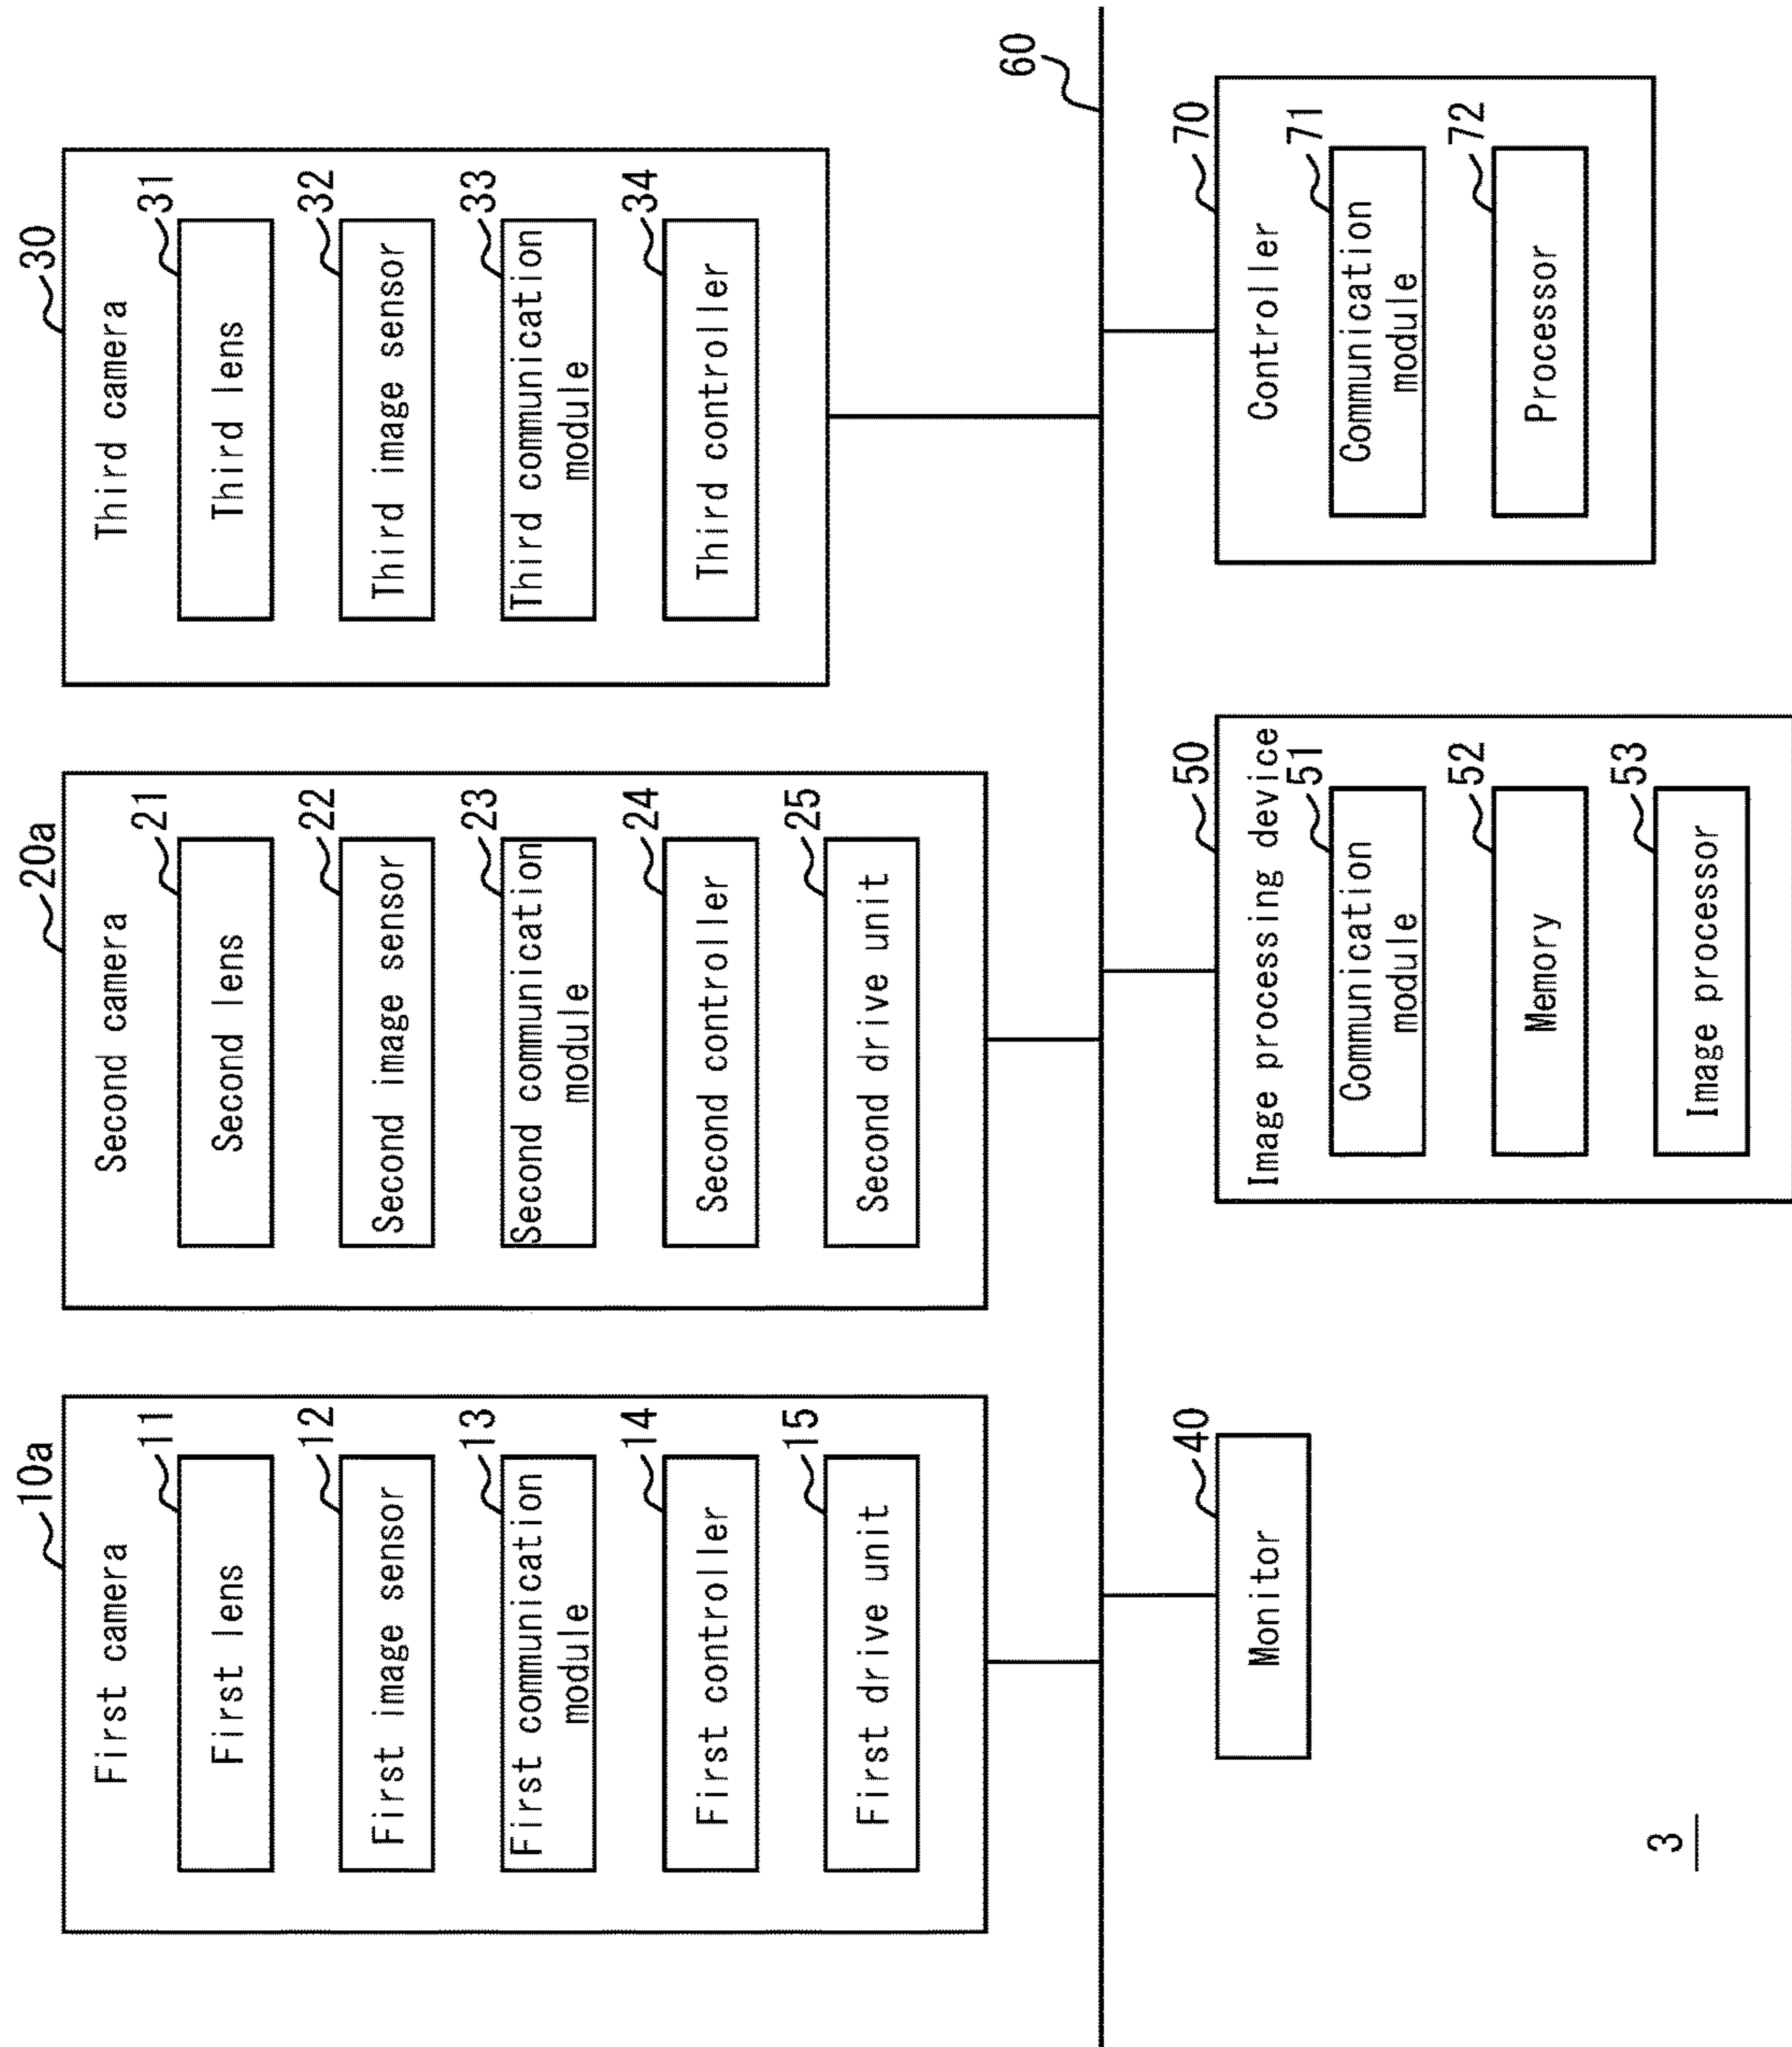 10a
First camera
11
First lens
12
First image sensor
13
First communication
module
14
First controller
15
First drive unit
20a
Second camera
21
Second lens
22
Second image sensor
23
Second communication
module
24
Second controller
25
Second drive unit
30
Third camera
31
Third lens
32
Third image sensor
33
Third communication
module
34
Third controller
60
40
Monitor
50
Image processing device
51
Communication
module
52
Memory
53
Image processor
70
Controller
71
Communication
module
72
Processor
3